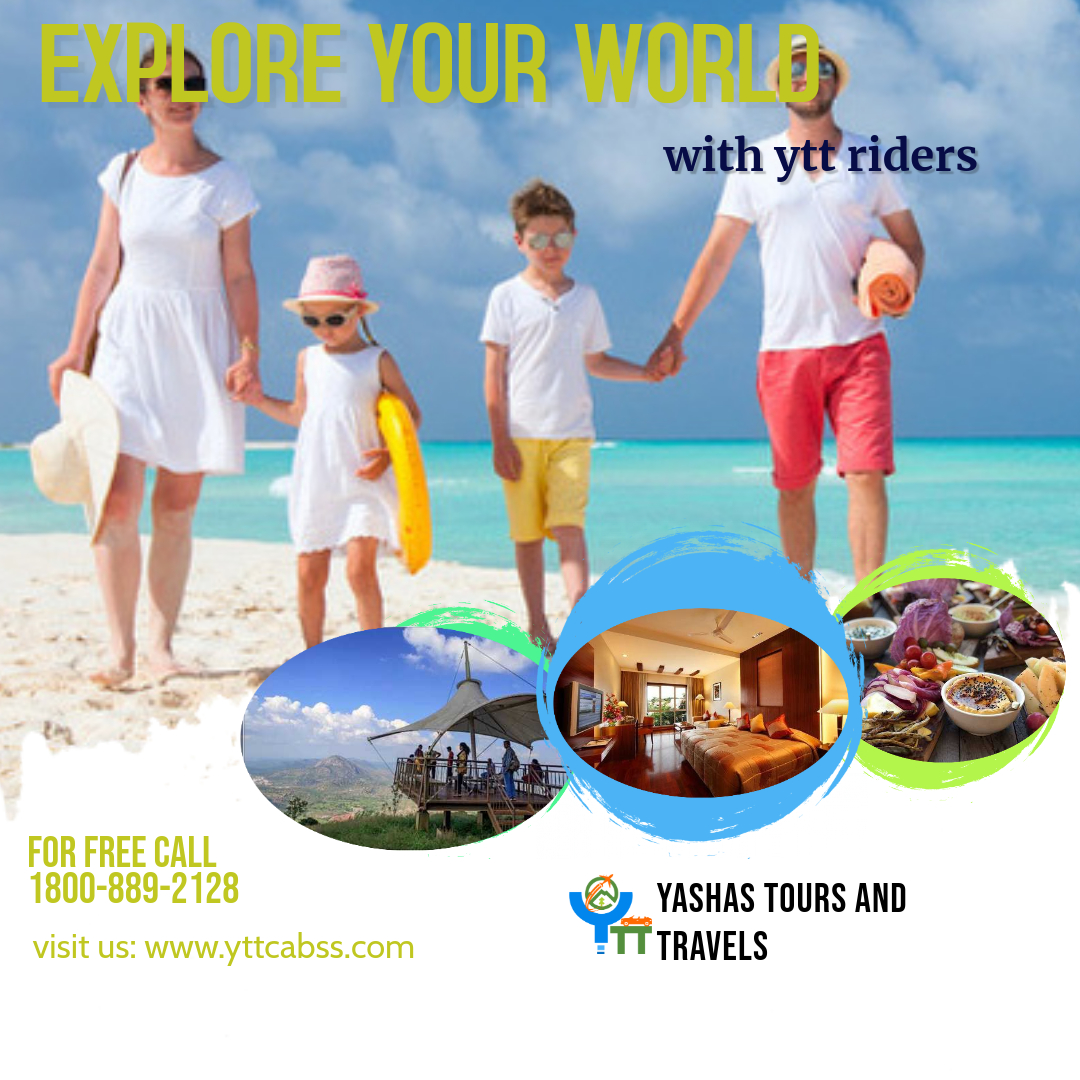 EXPLORE YOUR WORLD
with ytt riders
FOR FREE CALL
1800-889-2128
visit us: www.yttcabss.com
YTT
YASHAS TOURS AND
TRAVELS